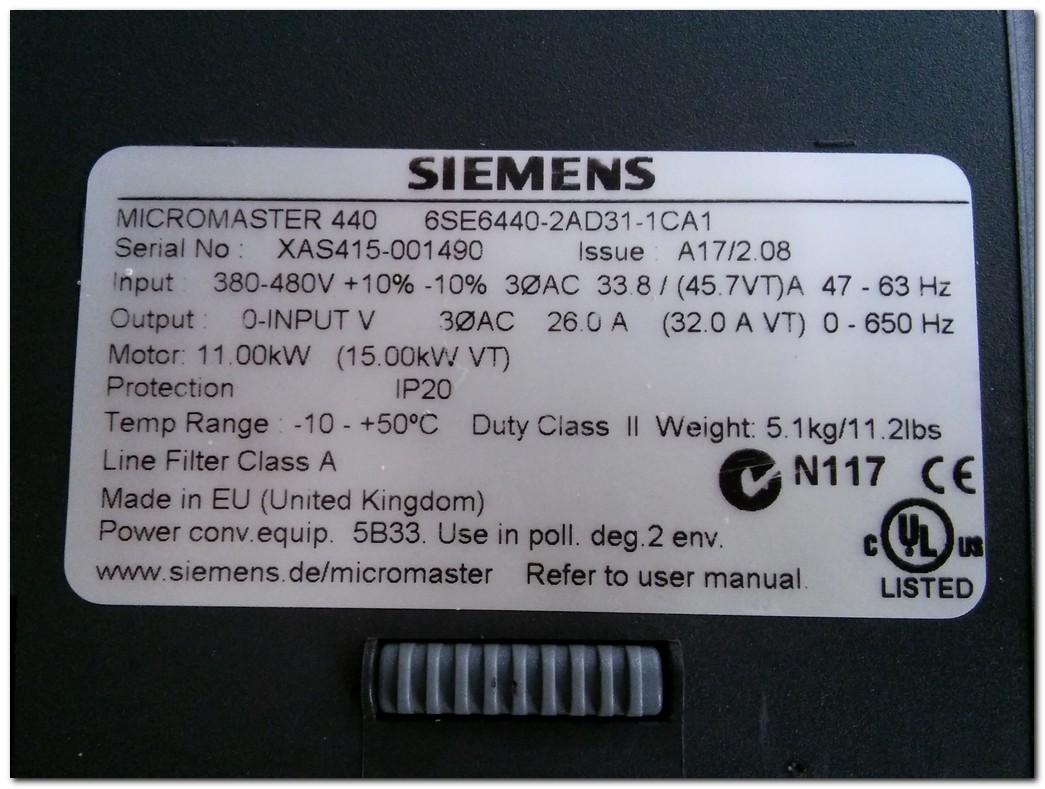 SIEMENS
MICROMASTER 440 6SE6440-2AD31-1CA1
Serial No : XAS415-001490 Issue : A17/2.08
Input : 380-480V +10% -10% 3ØAC 33.8 / (45.7VT)A 47 - 63 Hz
Output : 0-INPUT V 3ØAC 26.0 A (32.0 A VT) 0 - 650 Hz
Motor: 11.00kW (15.00kW VT)
Protection IP20
Temp Range : -10 - +50ºC Duty Class II Weight: 5.1kg/11.2lbs
Line Filter Class A
N117 CE
Made in EU (United Kingdom)
Power conv.equip. 5B33. Use in poll. deg.2 env.
C UL US
www.siemens.de/micromaster Refer to user manual.
LISTED